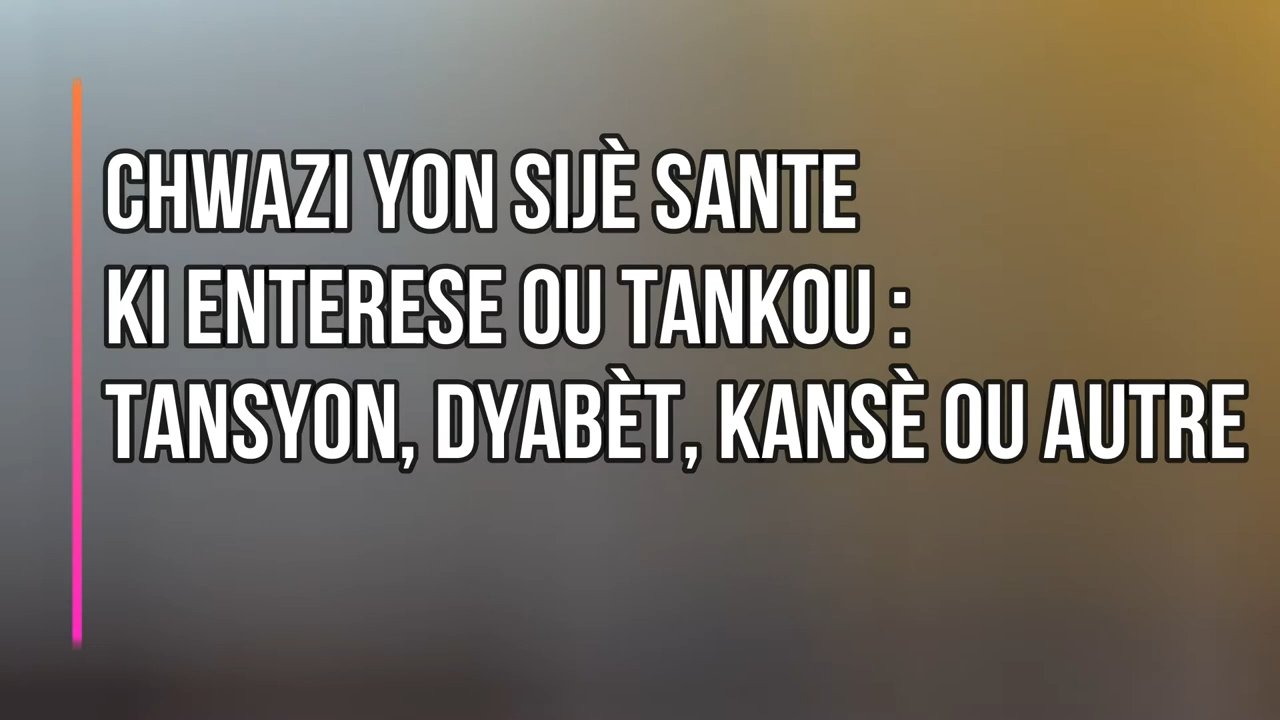 CHWAZI YON SIJÈ SANTE
KI ENTERESE OU TANKOU :
TANSYON, DYABÈT, KANSÈ OU AUTRE